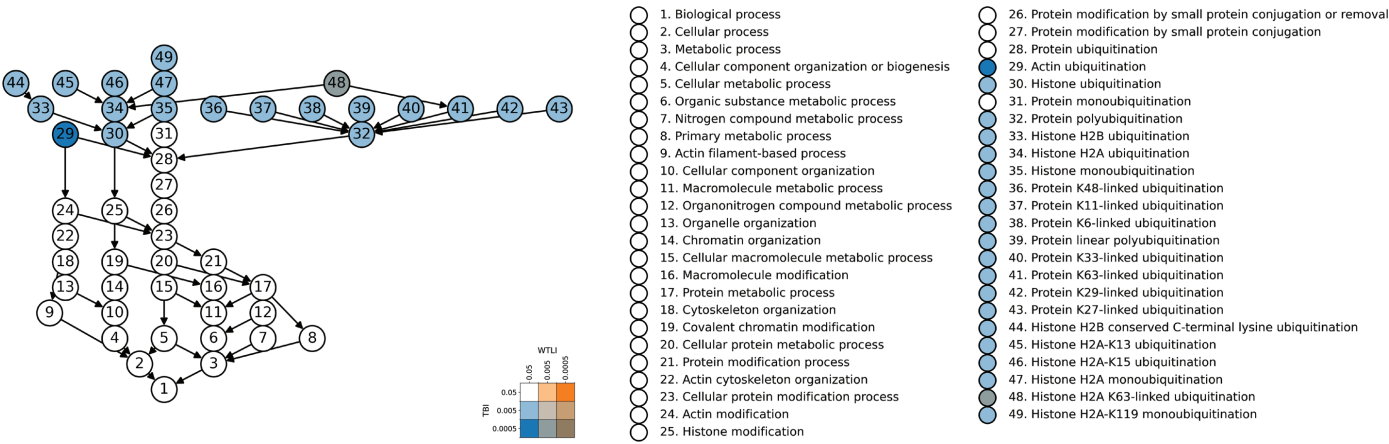 49
44 45 46 47 48
33 34 35 36 37 38 39 40 41 42 43
29 30 31 32
28
27
24 25 26
22 23
18 19 20 21
13 14 15 16 17
9 10 11 12
4 5 6 7 8
2 3
1
WTLI
0.05 0.005 0.0005
TBI
0.05
0.005
0.0005
1. Biological process
2. Cellular process
3. Metabolic process
4. Cellular component organization or biogenesis
5. Cellular metabolic process
6. Organic substance metabolic process
7. Nitrogen compound metabolic process
8. Primary metabolic process
9. Actin filament-based process
10. Cellular component organization
11. Macromolecule metabolic process
12. Organonitrogen compound metabolic process
13. Organelle organization
14. Chromatin organization
15. Cellular macromolecule metabolic process
16. Macromolecule modification
17. Protein metabolic process
18. Cytoskeleton organization
19. Covalent chromatin modification
20. Cellular protein metabolic process
21. Protein modification process
22. Actin cytoskeleton organization
23. Cellular protein modification process
24. Actin modification
25. Histone modification
26. Protein modification by small protein conjugation or removal
27. Protein modification by small protein conjugation
28. Protein ubiquitination
29. Actin ubiquitination
30. Histone ubiquitination
31. Protein monoubiquitination
32. Protein polyubiquitination
33. Histone H2B ubiquitination
34. Histone H2A ubiquitination
35. Histone monoubiquitination
36. Protein K48-linked ubiquitination
37. Protein K11-linked ubiquitination
38. Protein K6-linked ubiquitination
39. Protein linear polyubiquitination
40. Protein K33-linked ubiquitination
41. Protein K63-linked ubiquitination
42. Protein K29-linked ubiquitination
43. Protein K27-linked ubiquitination
44. Histone H2B conserved C-terminal lysine ubiquitination
45. Histone H2A-K13 ubiquitination
46. Histone H2A-K15 ubiquitination
47. Histone H2A monoubiquitination
48. Histone H2A K63-linked ubiquitination
49. Histone H2A-K119 monoubiquitination